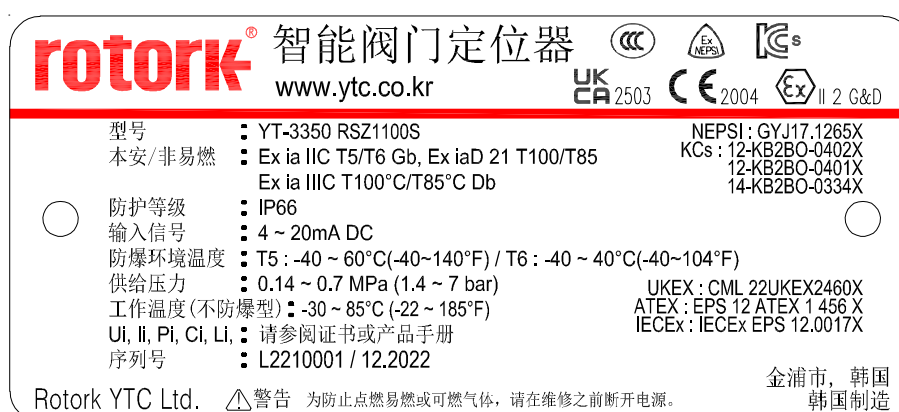 rotork® 智能阀门定位器
www.ytc.co.kr
CCC Ex NEPSI KCs
UK CA 2503 CE 2004 Ex II 2 G&D
型号 : YT-3350 RSZ1100S
NEPSI : GYJ17.1265X
本安/非易燃 : Ex ia IIC T5/T6 Gb, Ex iaD 21 T100/T85
Ex ia IIIC T100°C/T85°C Db
KCs : 12-KB2BO-0402X
12-KB2BO-0401X
14-KB2BO-0334X
防护等级 : IP66
输入信号 : 4 ~ 20mA DC
防爆环境温度 : T5 : -40 ~ 60°C(-40~140°F) / T6 : -40 ~ 40°C(-40~104°F)
供给压力 : 0.14 ~ 0.7 MPa (1.4 ~ 7 bar)
工作温度(不防爆型) : -30 ~ 85°C (-22 ~ 185°F)
Ui, Ii, Pi, Ci, Li, : 请参阅证书或产品手册
序列号 : L2210001 / 12.2022
UKEX : CML 22UKEX2460X
ATEX : EPS 12 ATEX 1 456 X
IECEx : IECEx EPS 12.0017X
金浦市, 韩国
韩国制造
Rotork YTC Ltd. 警告 为防止点燃易燃或可燃气体，请在维修之前断开电源。